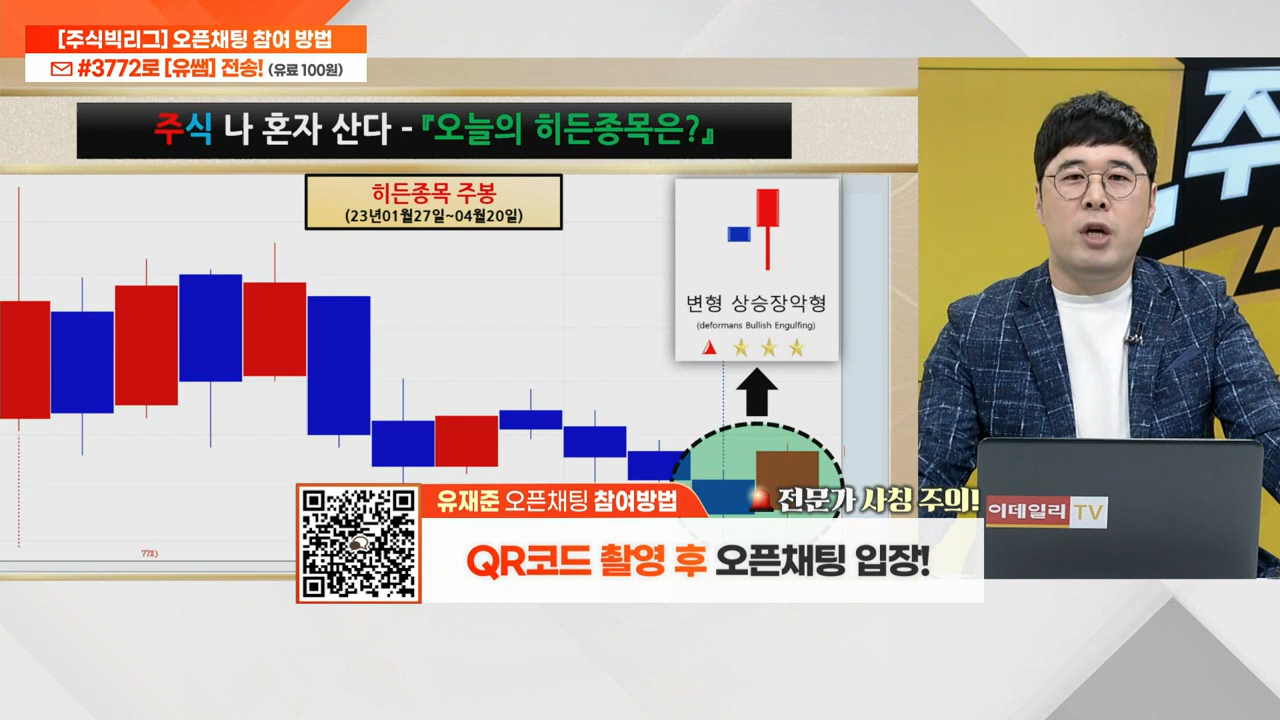 [주식빅리그] 오픈채팅 참여 방법
#3772로 [유쌤] 전송! (유료 100원)
주식 나 혼자 산다 - 『오늘의 히든종목은?』
히든종목 주봉
(23년01월27일~04월20일)
변형 상승장악형
(deformans Bullish Engulfing)
77%)
유재준 오픈채팅 참여방법
전문가 사칭 주의!
QR코드 촬영 후 오픈채팅 입장!
이데일리 TV
주